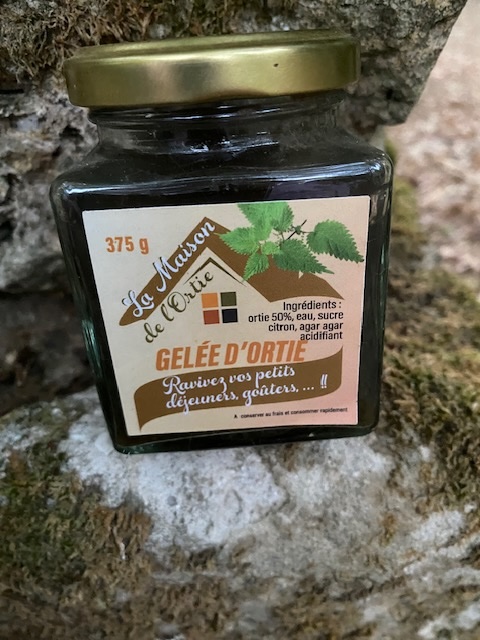 375 g
La Maison
de l'Ortie
Ingrédients :
ortie 50%, eau, sucre
citron, agar agar
acidifiant
GELÉE D'ORTIE
Ravivez vos petits
déjeuners, goûters, ... !!
A conserver au frais et consommer rapidement